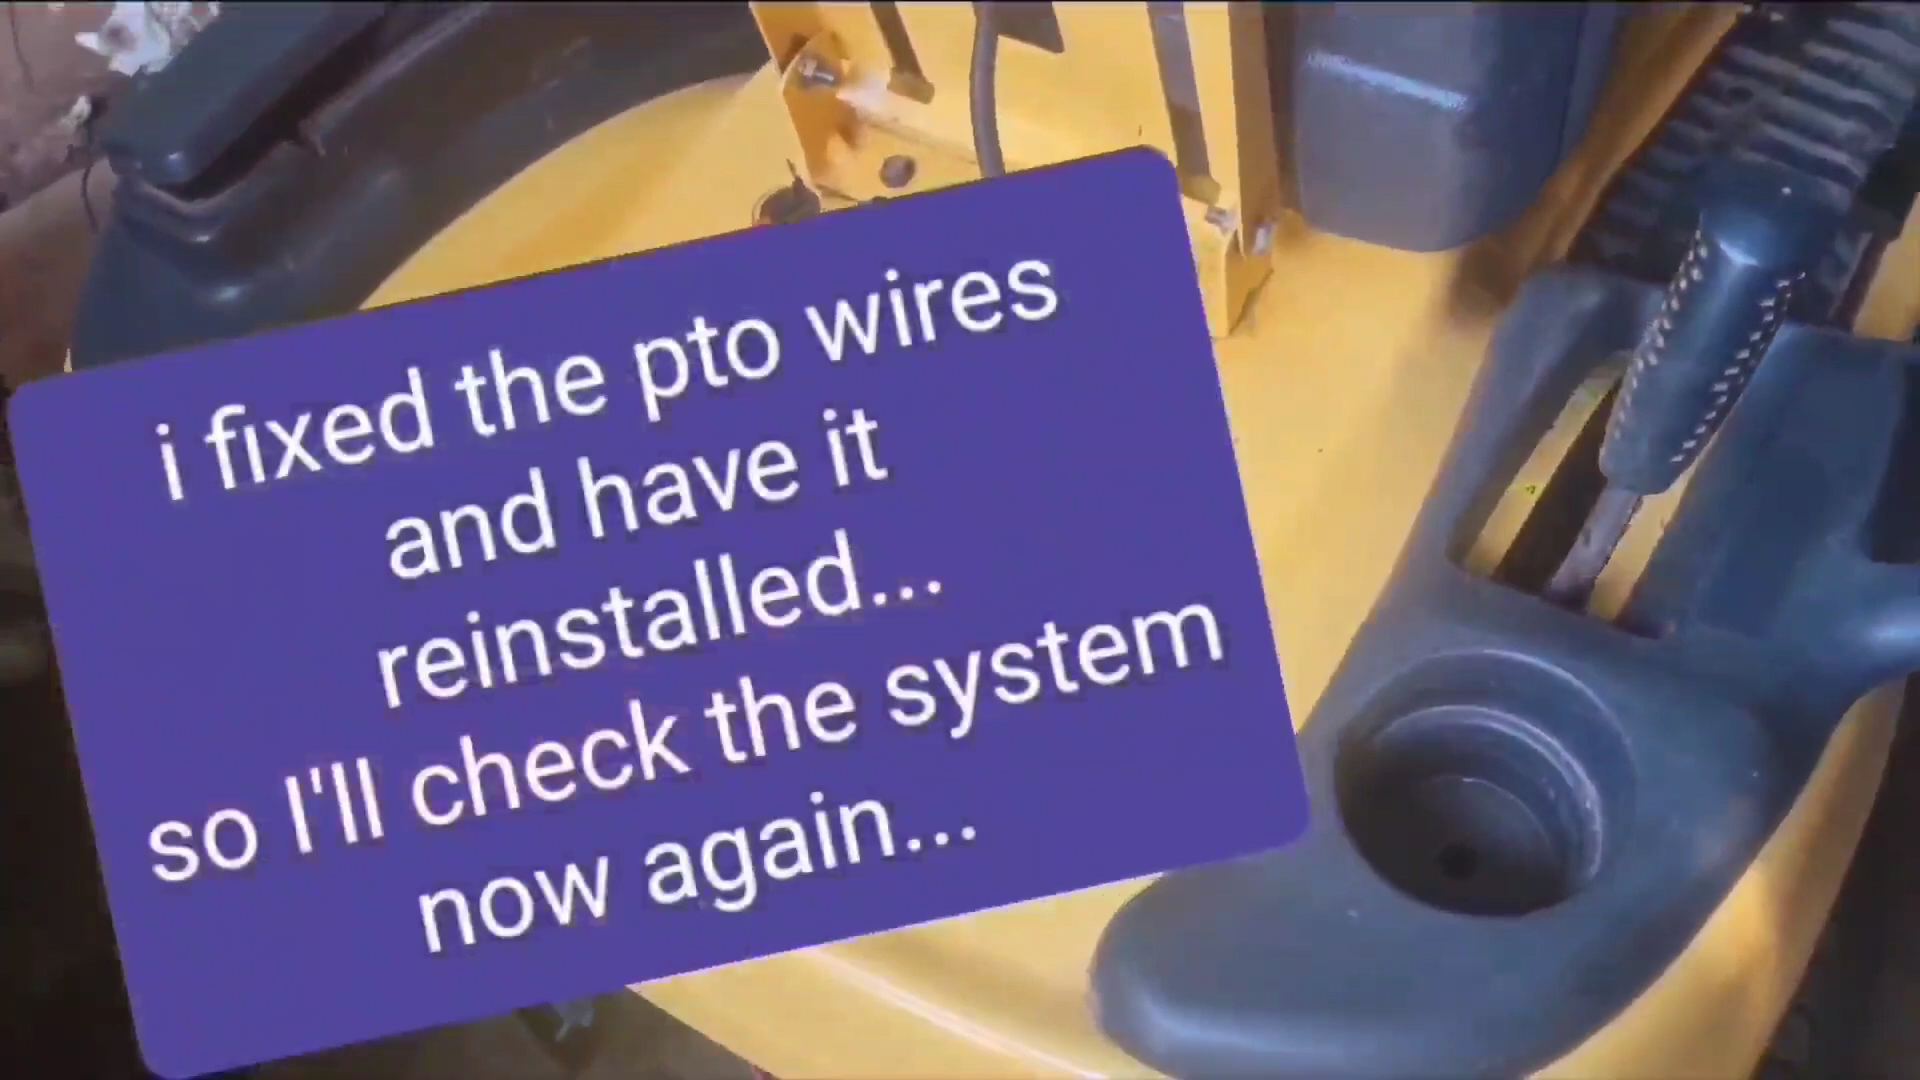 i fixed the pto wires
and have it
reinstalled...
so I'll check the system
now again...